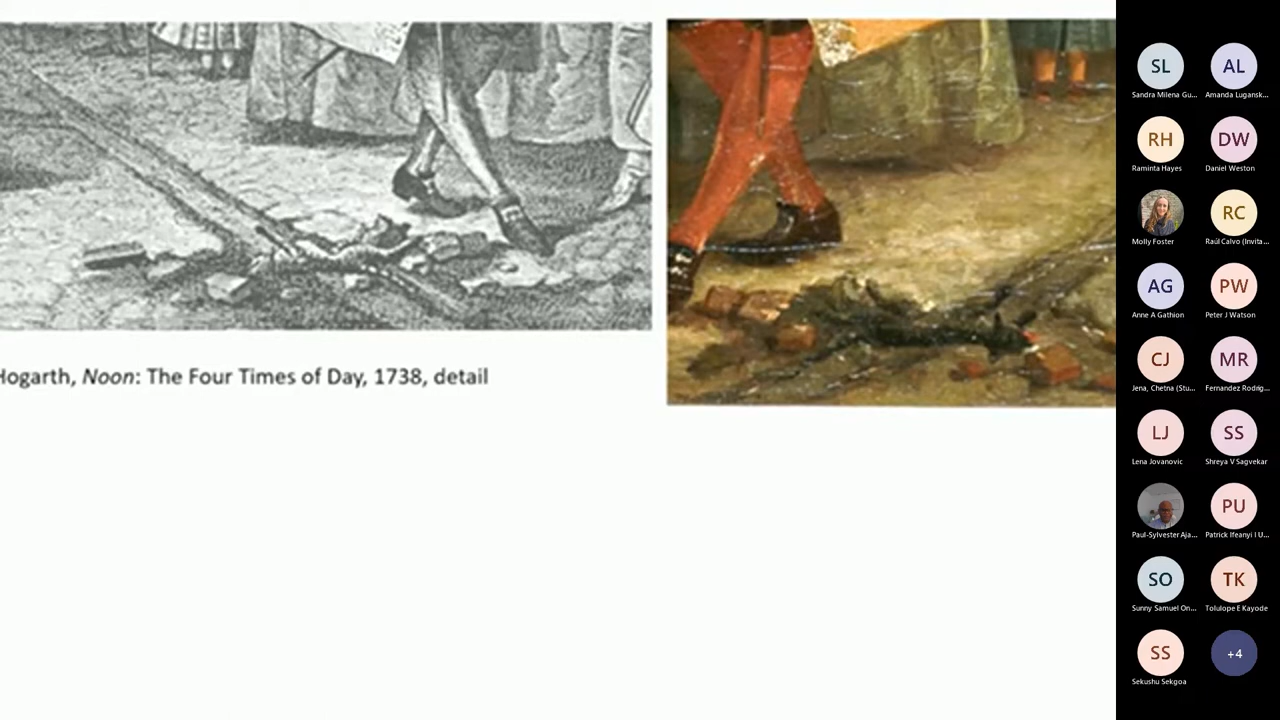 Hogarth, Noon: The Four Times of Day, 1738, detail
SL
AL
Sandra Milena Gu...
Amanda Lugansk...
RH
DW
Raminta Hayes
Daniel Weston
RC
Molly Foster
Raúl Calvo (Invita...
AG
PW
Anne A Gathion
Peter J Watson
CJ
MR
Jena, Chetna (Stu...
Fernandez Rodrig...
LJ
SS
Lena Jovanovic
Shreya V Sagvekar
PU
Paul-Sylvester Aja...
Patrick Ifeanyi I U...
SO
TK
Sunny Samuel On...
Tolulope E Kayode
SS
+4
Sekushu Sekgoa